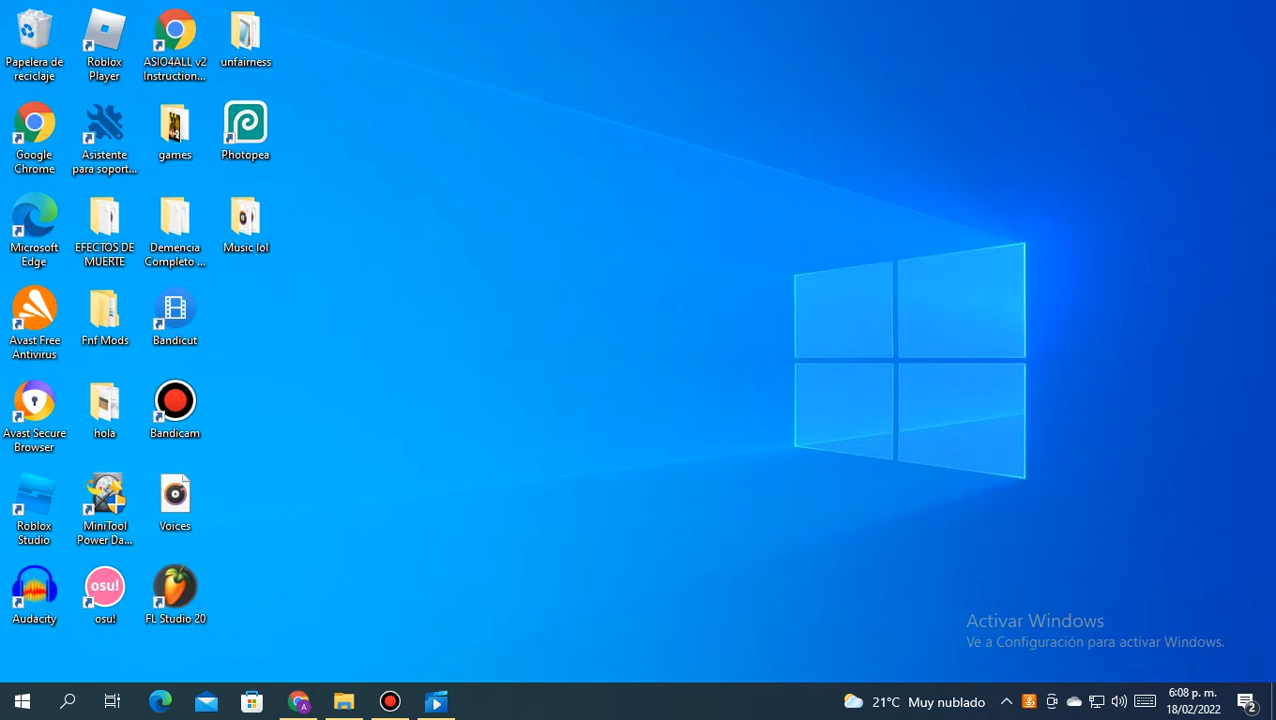 Papelera de
reciclaje
Roblox
Player
ASIO4ALL v2
Instruction...
unfairness
Google
Chrome
Asistente
para soport...
games
Photopea
Microsoft
Edge
EFECTOS DE
MUERTE
Demencia
Completo ...
Music lol
Avast Free
Antivirus
Fnf Mods
Bandicut
Avast Secure
Browser
hola
Bandicam
Roblox
Studio
MiniTool
Power Da...
Voices
Audacity
osu!
osu!
FL Studio 20
Activar Windows
Ve a Configuración para activar Windows.
A
21°C Muy nublado
6:08 p. m.
18/02/2022
2